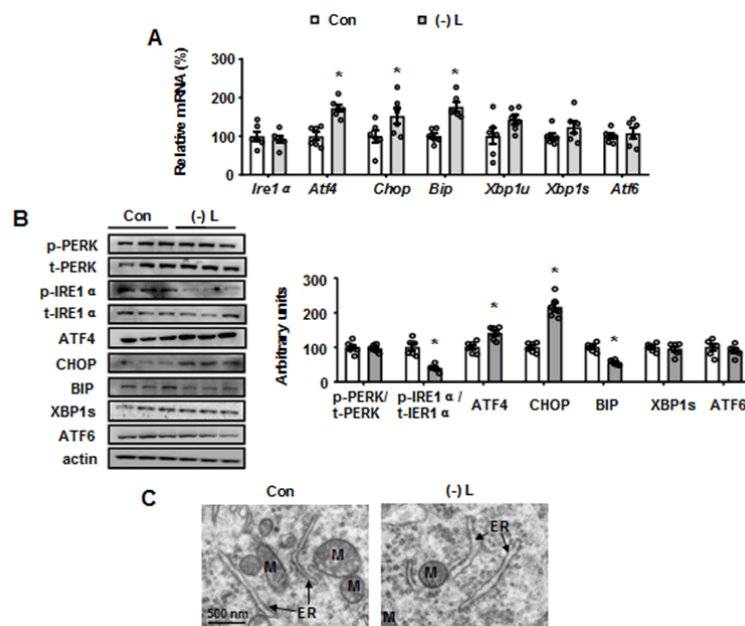 Con (-) L
A
Relative mRNA (%)
300
200
100
0
* * *
Ire1α Atf4 Chop Bip Xbp1u Xbp1s Atf6
B
Con (-) L
p-PERK
t-PERK
p-IRE1α
t-IRE1α
ATF4
CHOP
BIP
XBP1s
ATF6
actin
Arbitrary units
300
200
100
0
* * * *
p-PERK/ p-IRE1α/ ATF4 CHOP BIP XBP1s ATF6
t-PERK t-IER1α
C
Con (-) L
M M M ER
500 nm
ER M M